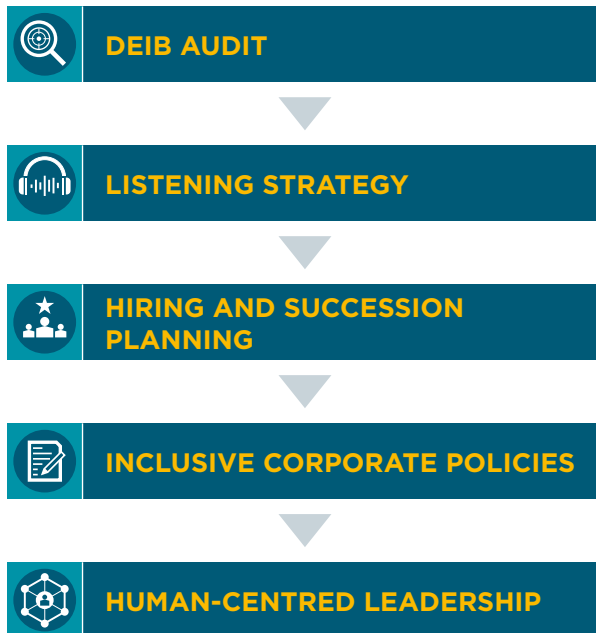 DEIB AUDIT
LISTENING STRATEGY
HIRING AND SUCCESSION
PLANNING
INCLUSIVE CORPORATE POLICIES
HUMAN-CENTRED LEADERSHIP